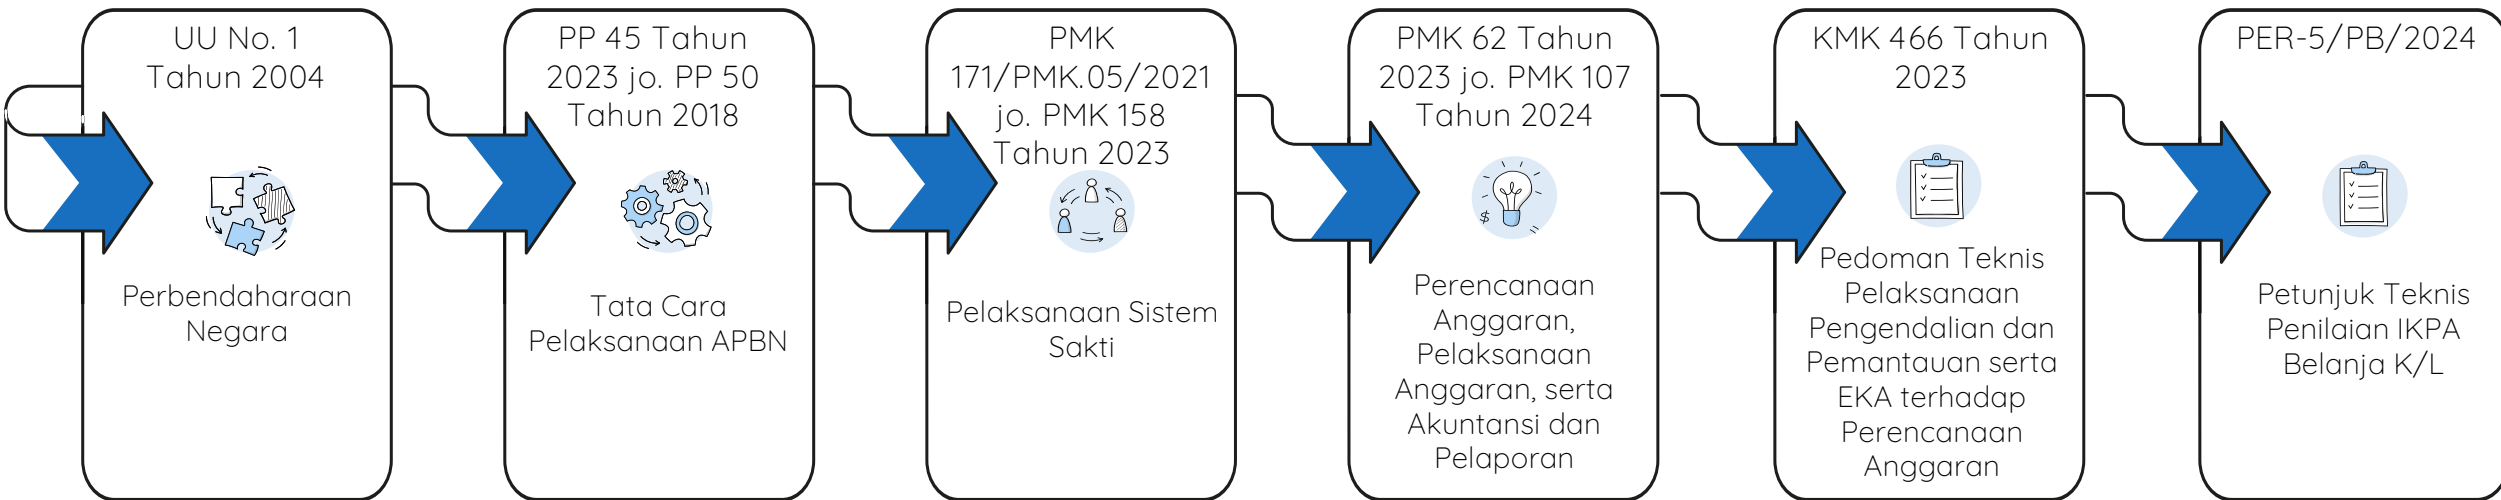 UU No. 1
Tahun 2004
Perbendaharaan
Negara
PP 45 Tahun
2023 jo. PP 50
Tahun 2018
Tata Cara
Pelaksanaan APBN
PMK
171/PMK.05/2021
jo. PMK 158
Tahun 2023
Pelaksanaan Sistem
Sakti
PMK 62 Tahun
2023 jo. PMK 107
Tahun 2024
$
Perencanaan
Anggaran,
Pelaksanaan
Anggaran, serta
Akuntansi dan
Pelaporan
KMK 466 Tahun
2023
Pedoman Teknis
Pelaksanaan
Pengendalian dan
Pemantauan serta
EKA terhadap
Perencanaan
Anggaran
PER-5/PB/2024
Petunjuk Teknis
Penilaian IKPA
Belanja K/L